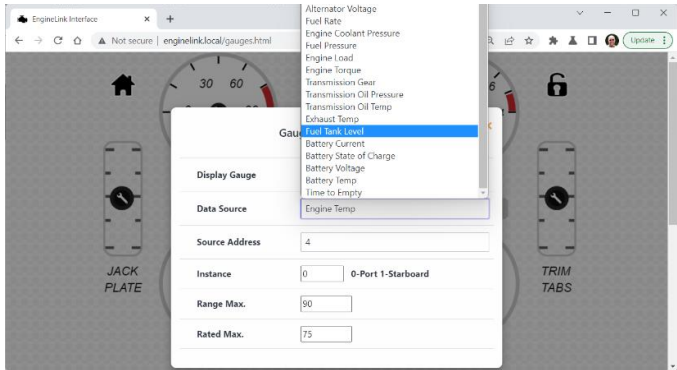 EngineLink Interface
Not secure | enginelink.local/gauges.html
Update
Alternator Voltage
Fuel Rate
Engine Coolant Pressure
Fuel Pressure
Engine Load
Engine Torque
Transmission Gear
Transmission Oil Pressure
Transmission Oil Temp
Exhaust Temp
Fuel Tank Level
Battery Current
Battery State of Charge
Battery Voltage
Battery Temp
Time to Empty
30 60
6
Display Gauge
Data Source Engine Temp
Source Address 4
Instance 0 0-Port 1-Starboard
Range Max. 90
Rated Max. 75
JACK
PLATE
TRIM
TABS